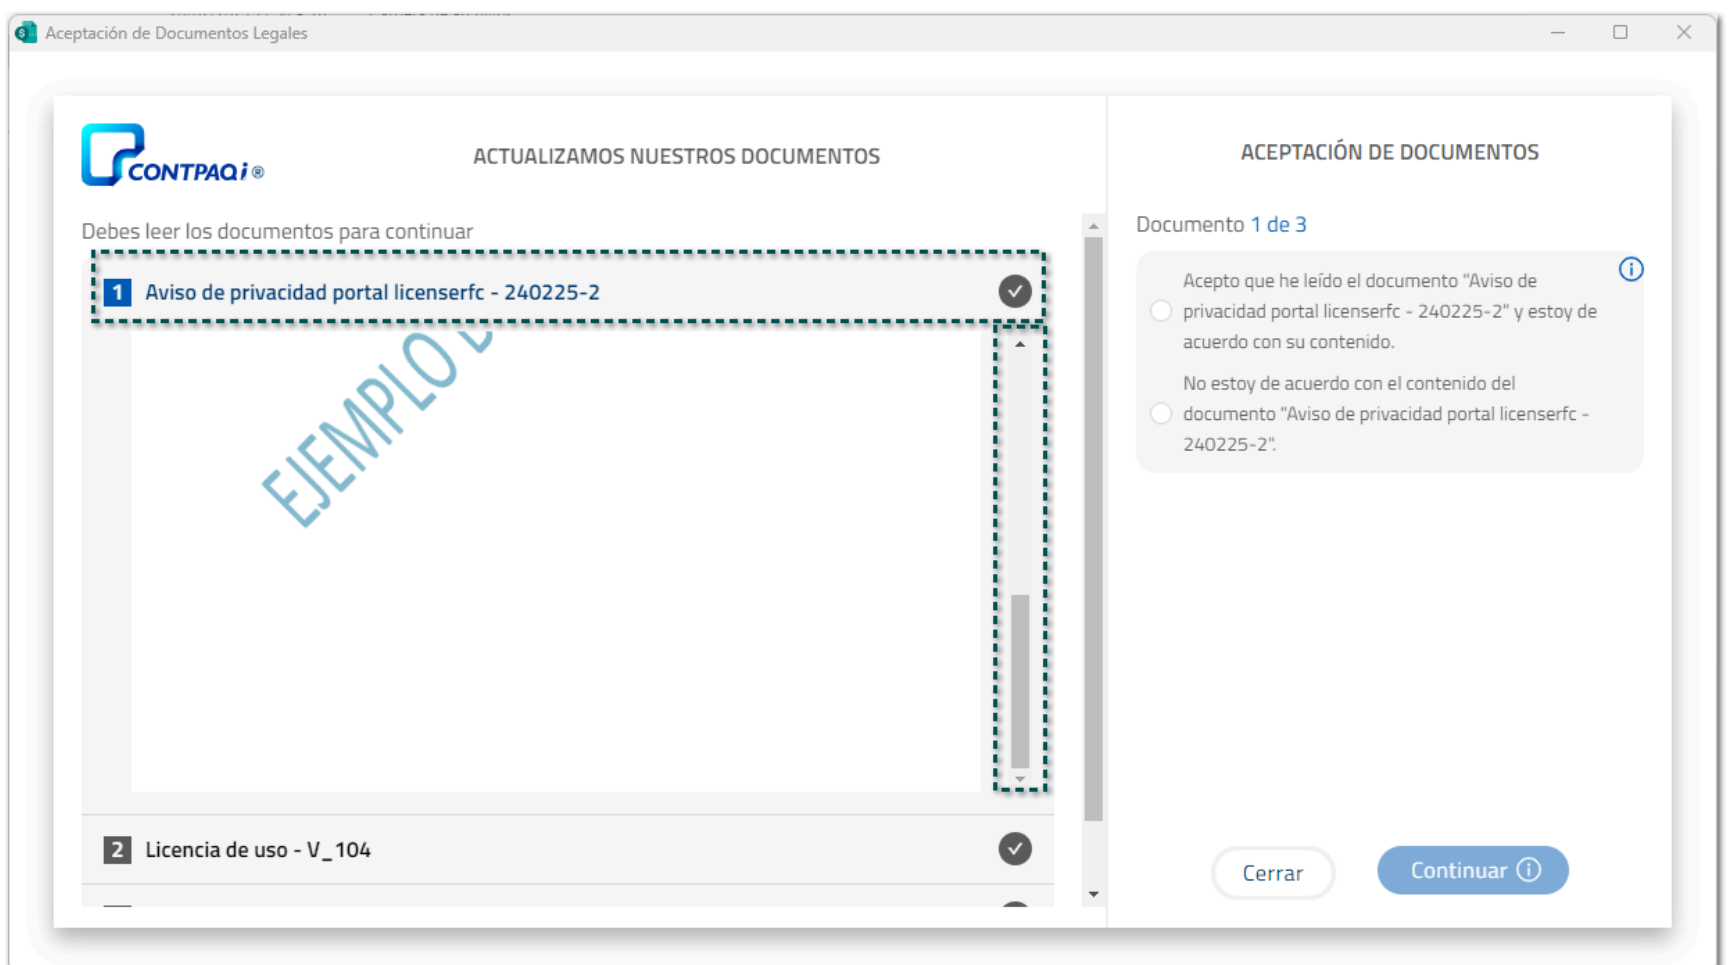 Aceptación de Documentos Legales
CONTPAQi®
ACTUALIZAMOS NUESTROS DOCUMENTOS
Debes leer los documentos para continuar
1 Aviso de privacidad portal licenserfc - 240225-2
EJEMPLO
2 Licencia de uso - V_104
ACEPTACIÓN DE DOCUMENTOS
Documento 1 de 3
Acepto que he leído el documento "Aviso de
privacidad portal licenserfc - 240225-2" y estoy de
acuerdo con su contenido.
No estoy de acuerdo con el contenido del
documento "Aviso de privacidad portal licenserfc -
240225-2".
Cerrar
Continuar